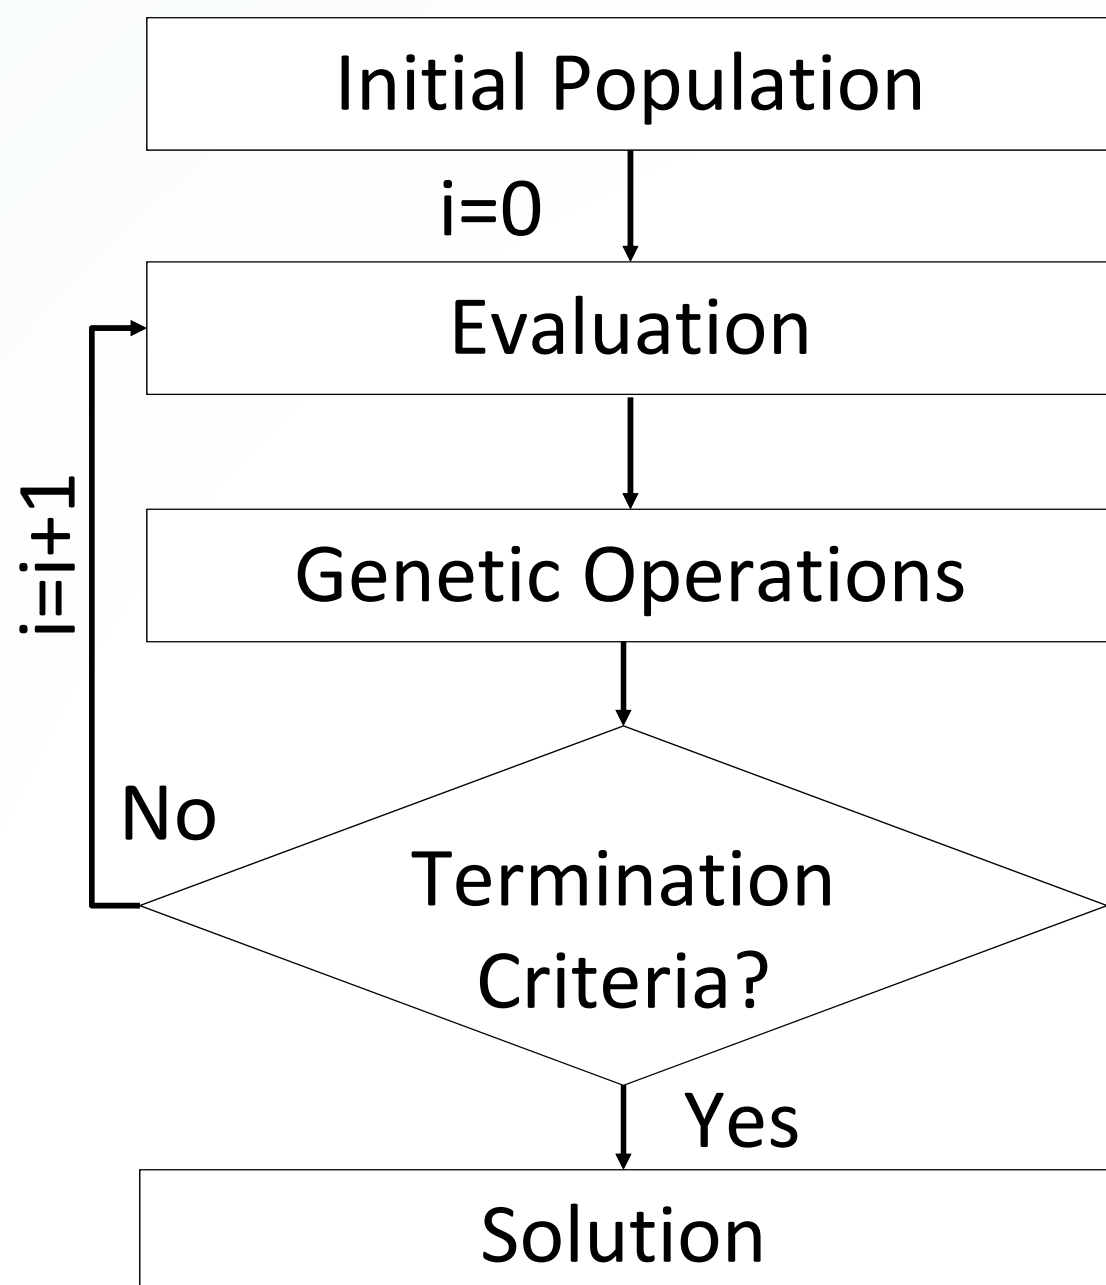 Initial Population
i=0
Evaluation
i=i+1
Genetic Operations
No
Termination
Criteria?
Yes
Solution